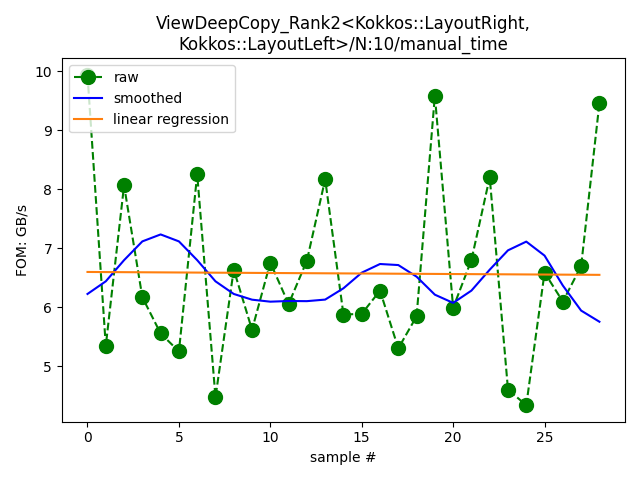 ViewDeepCopy_Rank2<Kokkos::LayoutRight,
Kokkos::LayoutLeft>/N:10/manual_time
raw
smoothed
linear regression
FOM: GB/s
10
9
8
7
6
5
0
5
10
15
20
25
sample #